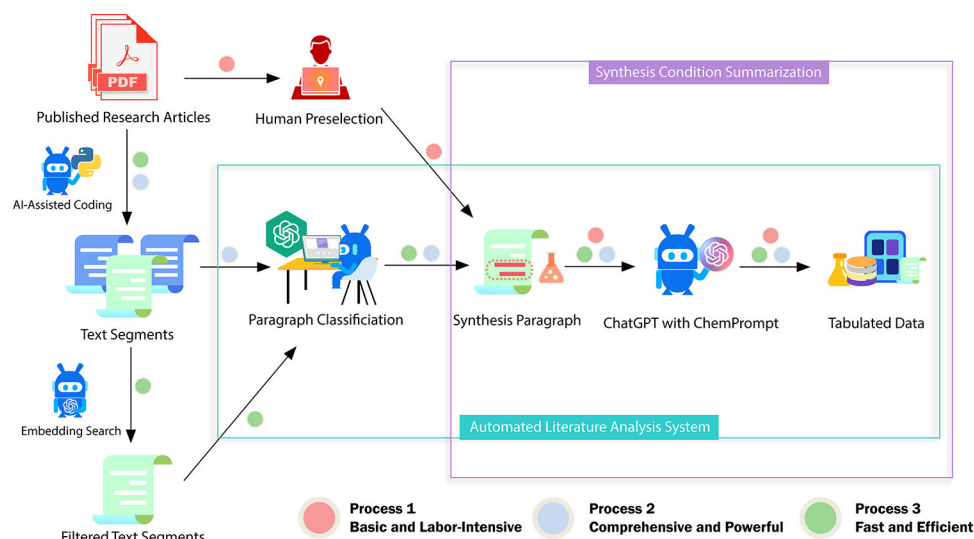 PDF
Published Research Articles
Human Preselection
Synthesis Condition Summarization
AI-Assisted Coding
Text Segments
Paragraph Classificiation
Synthesis Paragraph
ChatGPT with ChemPrompt
Tabulated Data
Embedding Search
Automated Literature Analysis System
Filtered Text Segments
Process 1
Basic and Labor-Intensive
Process 2
Comprehensive and Powerful
Process 3
Fast and Efficient